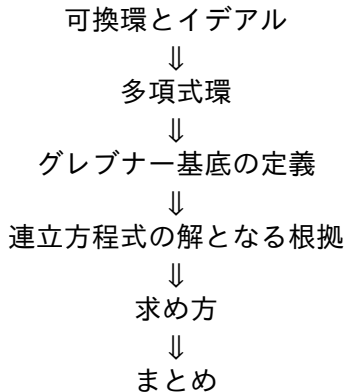 可換環とイデアル
⇓
多項式環
⇓
グレブナー基底の定義
⇓
連立方程式の解となる根拠
⇓
求め方
⇓
まとめ